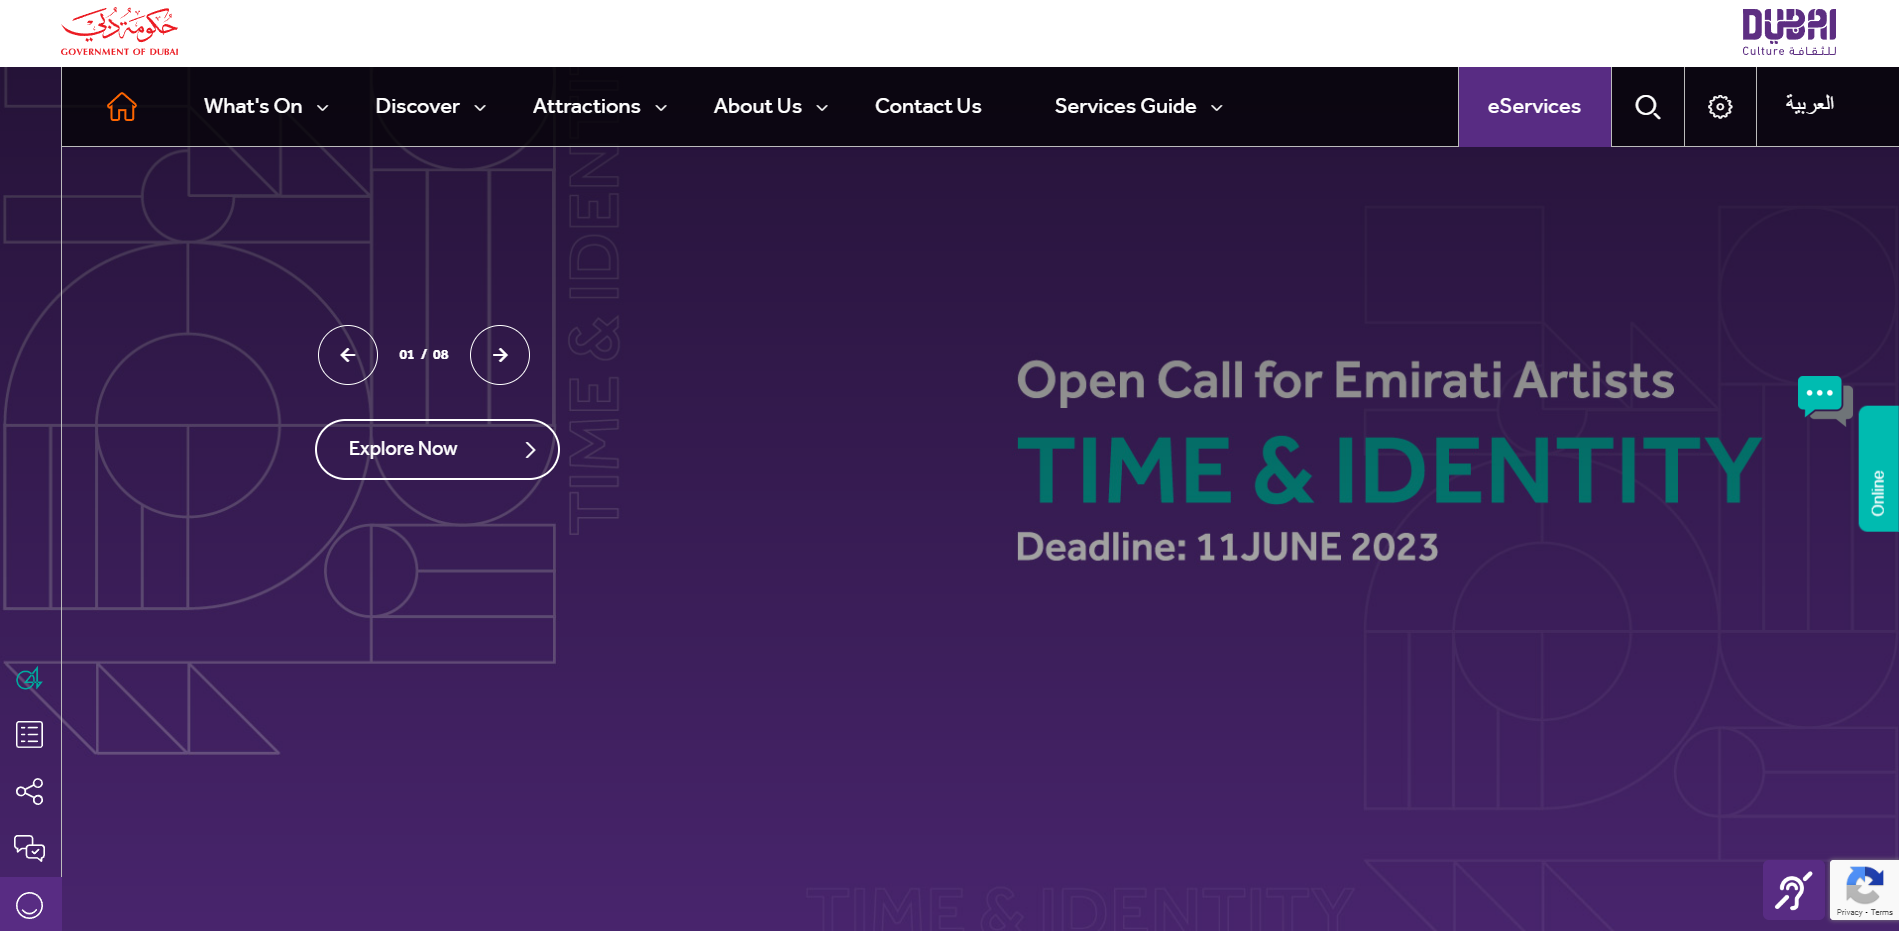 حكومة دبي
GOVERNMENT OF DUBAI
DUBAI
Culture للثقافة
What's On
Discover
Attractions
About Us
Contact Us
Services Guide
eServices
العربية
TIME & IDENTITY
01 / 08
Explore Now
Open Call for Emirati Artists
TIME & IDENTITY
Deadline: 11JUNE 2023
Online
TIME & IDENTITY
Privacy - Terms